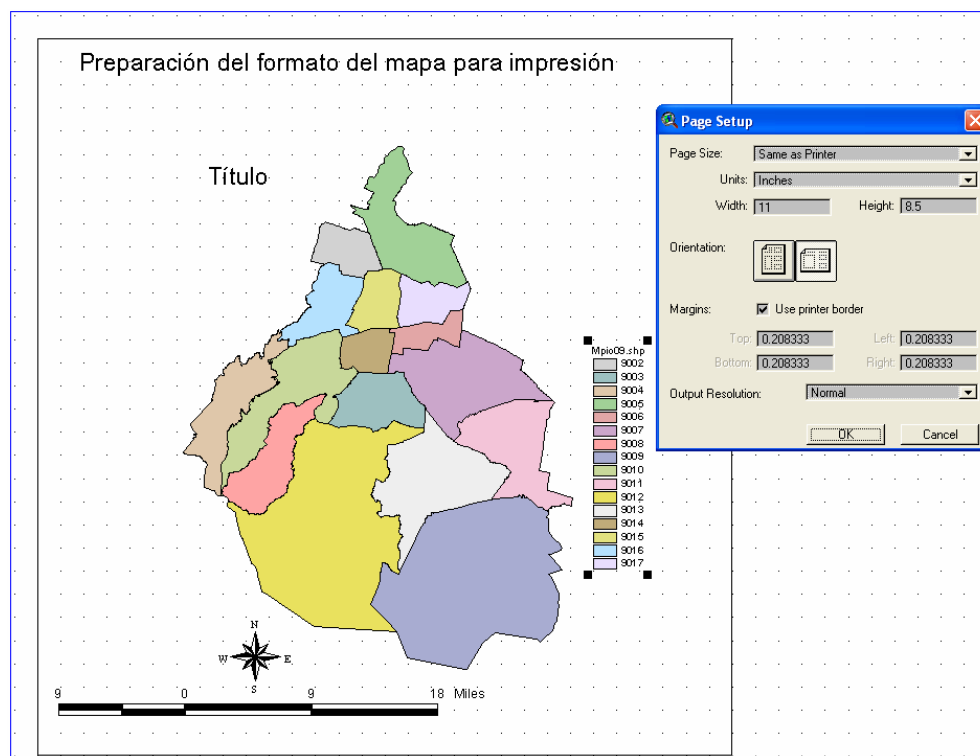 Preparación del formato del mapa para impresión
Título
Mpio09.shp
9002
9003
9004
9005
9006
9007
9008
9009
9010
9011
9012
9013
9014
9015
9016
9017
N
W E
S
9 0 9 18 Miles
Page Setup
Page Size: Same as Printer
Units: Inches
Width: 11 Height: 8.5
Orientation:
Margins: Use printer border
Top: 0.208333 Left: 0.208333
Bottom: 0.208333 Right: 0.208333
Output Resolution: Normal
OK Cancel